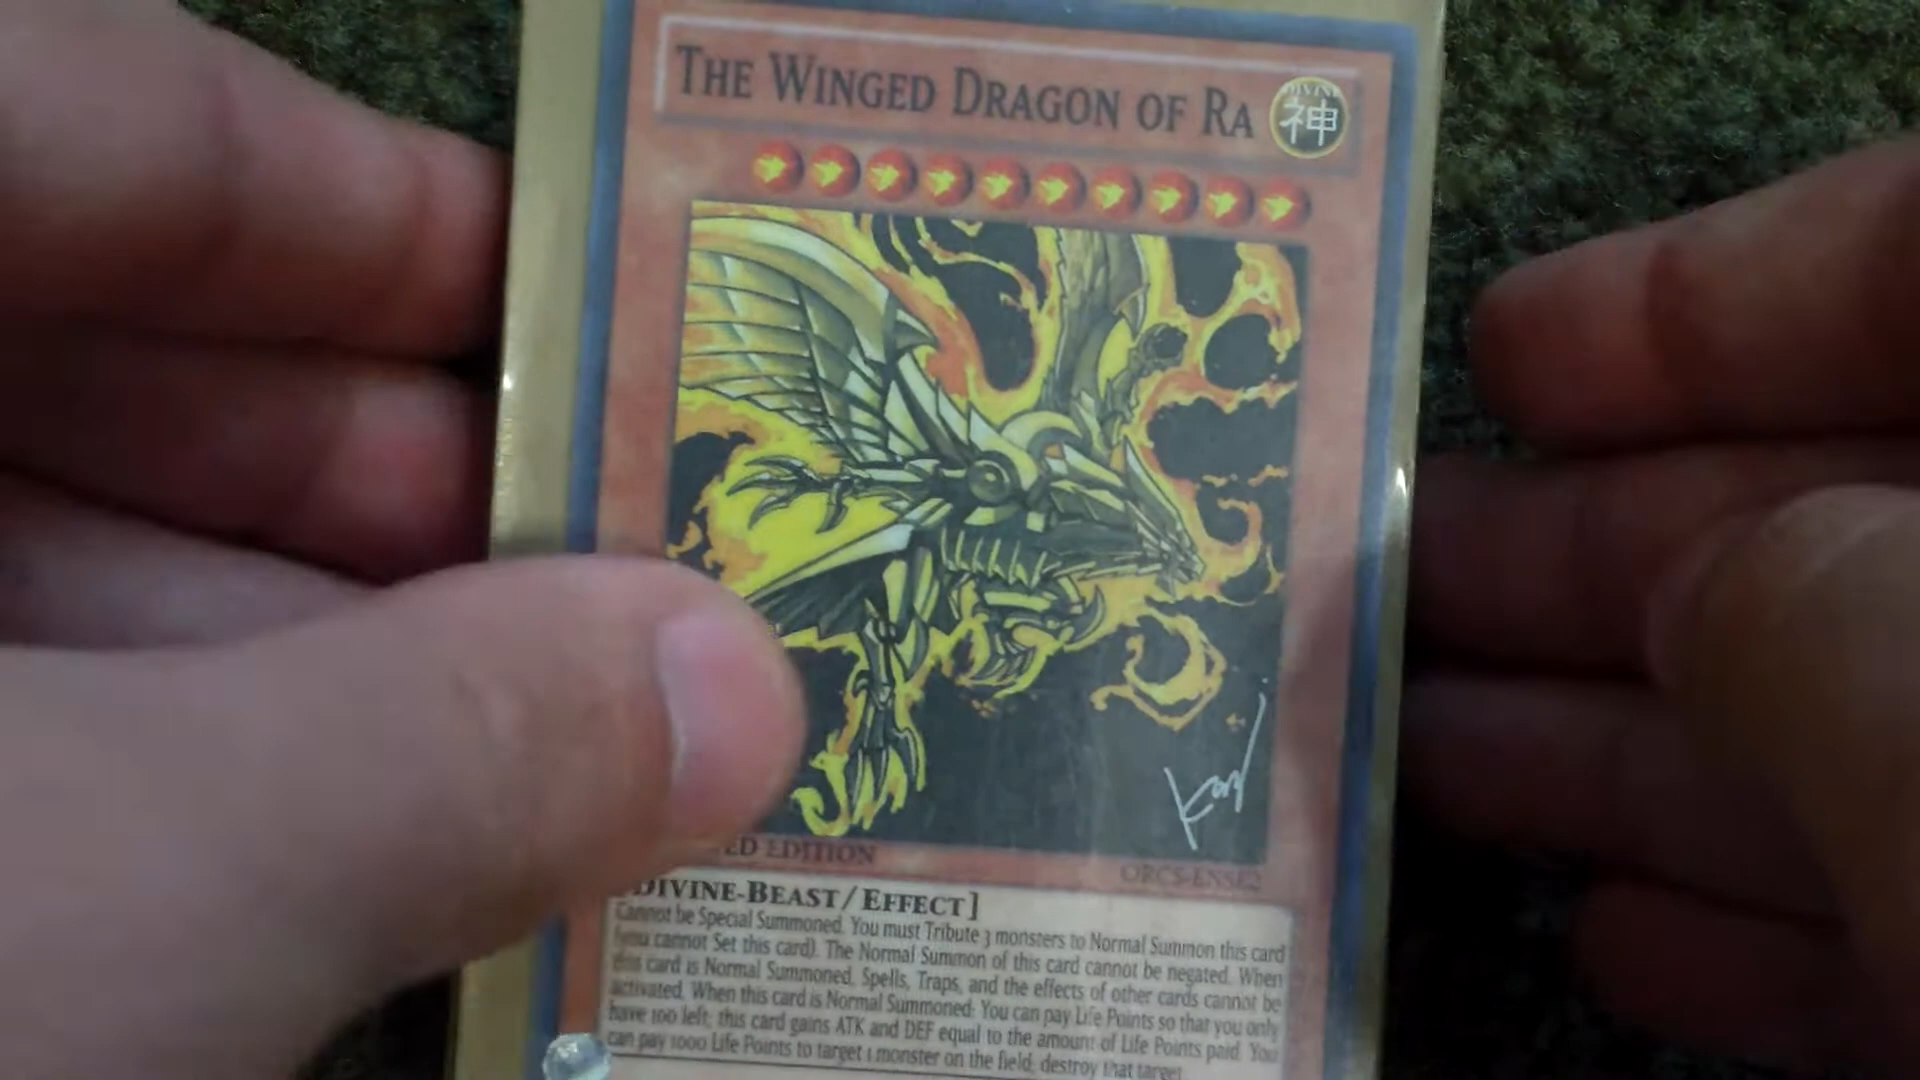 THE WINGED DRAGON OF RA
DIVINE
神
ED EDITION
ORCS-ENSE2
DIVINE-BEAST/EFFECT]
Cannot be Special Summoned. You must Tribute 3 monsters to Normal Summon this card
(you cannot Set this card). The Normal Summon of this card cannot be negated. When
this card is Normal Summoned, Spells, Traps, and the effects of other cards cannot be
activated. When this card is Normal Summoned: You can pay Life Points so that you only
have 100 left; this card gains ATK and DEF equal to the amount of Life Points paid. You
can pay 1000 Life Points to target 1 monster on the field; destroy that target.